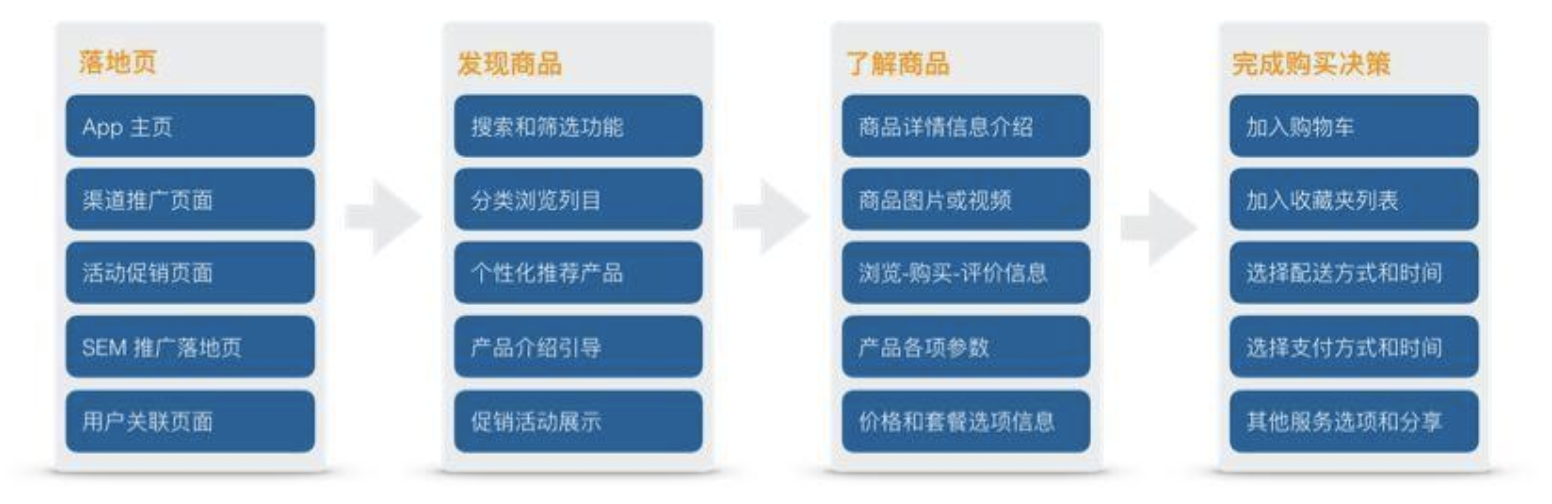 落地页
App 主页
渠道推广页面
活动促销页面
SEM 推广落地页
用户关联页面
发现商品
搜索和筛选功能
分类浏览列目
个性化推荐产品
产品介绍引导
促销活动展示
了解商品
商品详情信息介绍
商品图片或视频
浏览-购买-评价信息
产品各项参数
价格和套餐选项信息
完成购买决策
加入购物车
加入收藏夹列表
选择配送方式和时间
选择支付方式和时间
其他服务选项和分享